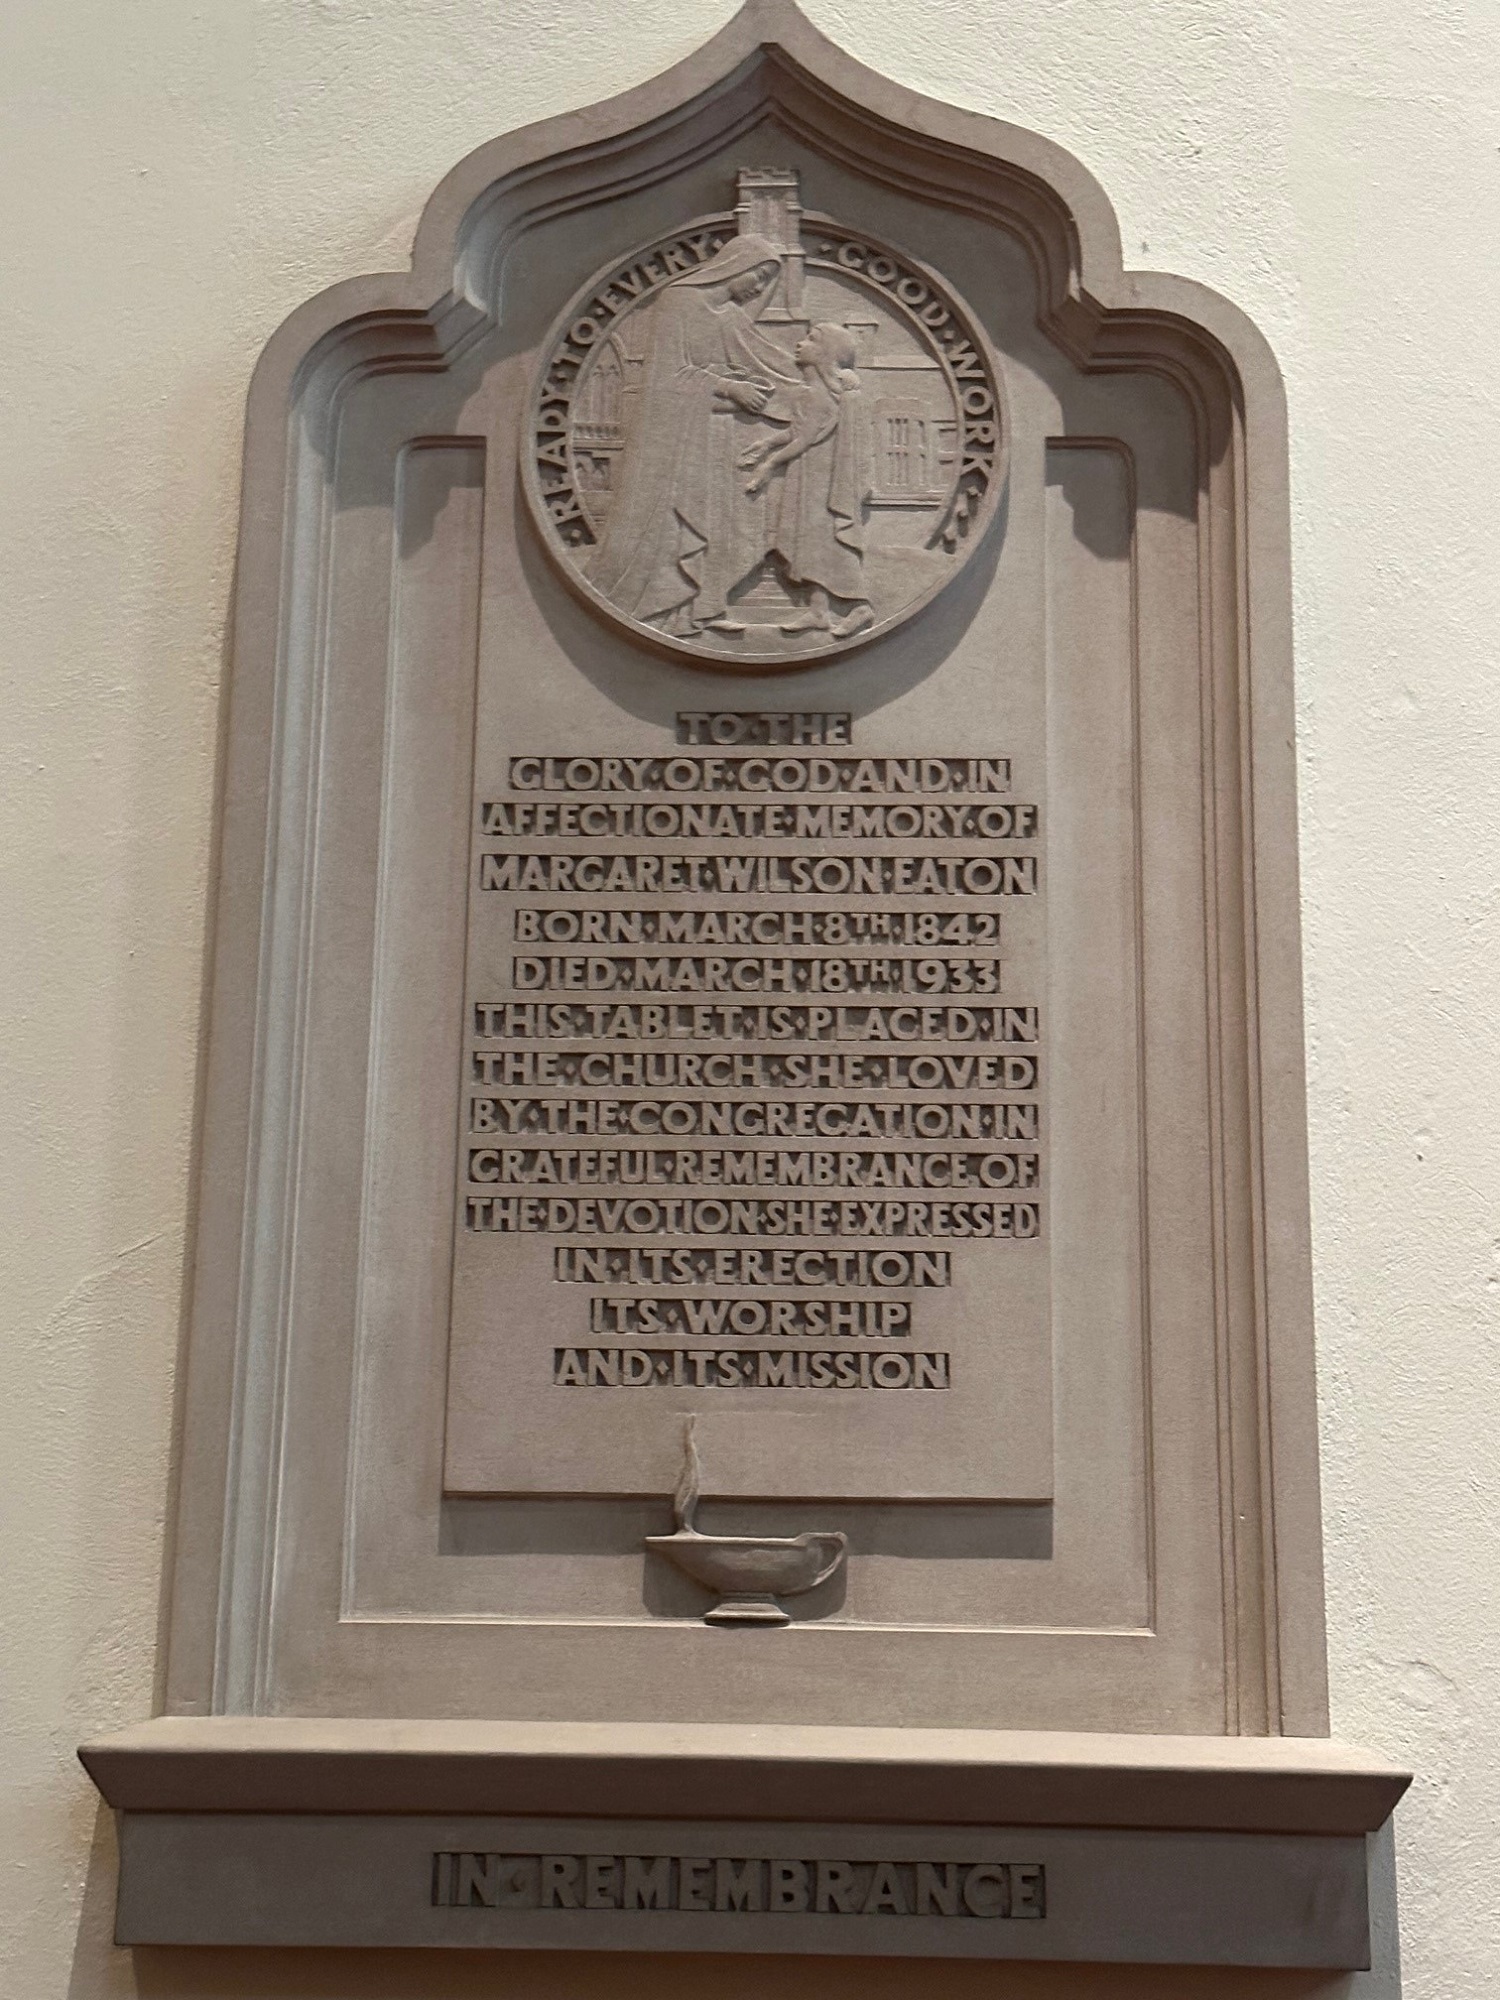 ·READY·TO·EVERY·GOOD·WORK·
TO·THE
GLORY·OF·GOD·AND·IN
AFFECTIONATE·MEMORY·OF
MARGARET·WILSON·EATON
BORN·MARCH·8TH·1842
DIED·MARCH·18TH·1933
THIS·TABLET·IS·PLACED·IN
THE·CHURCH·SHE·LOVED
BY·THE·CONGREGATION·IN
GRATEFUL·REMEMBRANCE·OF
THE·DEVOTION·SHE·EXPRESSED
IN·ITS·ERECTION
ITS·WORSHIP
AND·ITS·MISSION
IN·REMEMBRANCE